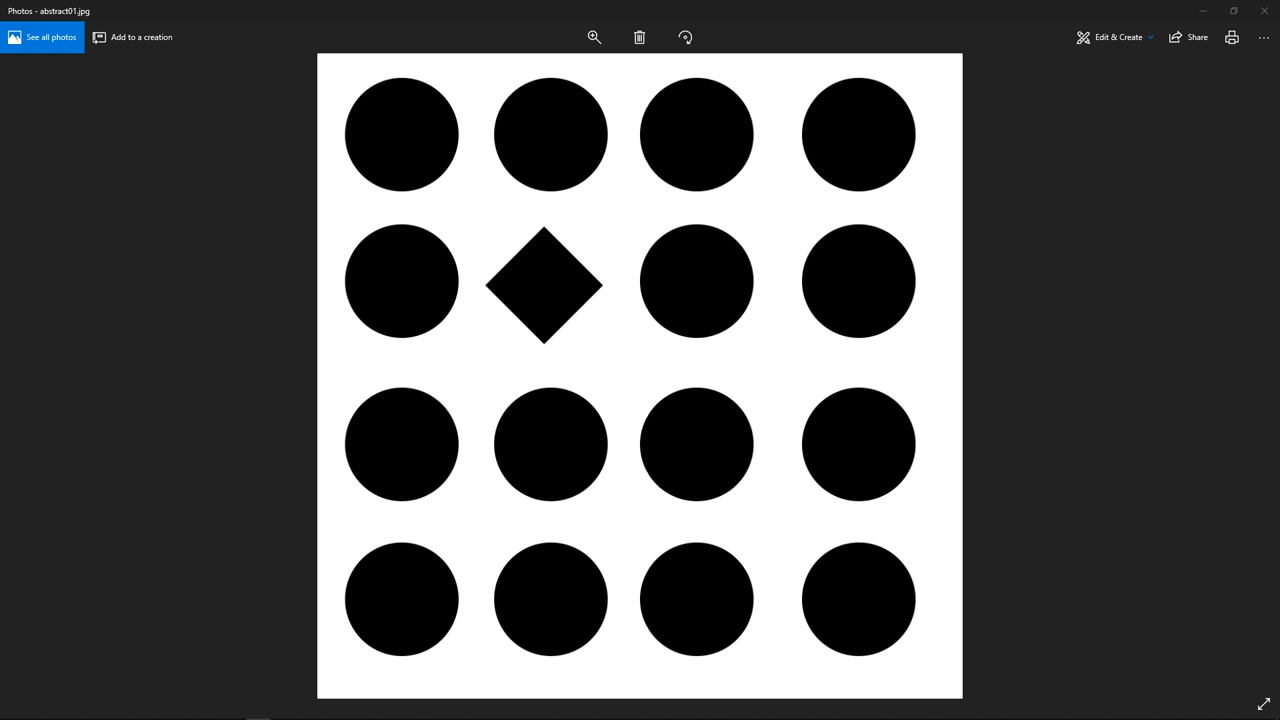 Photos - abstract01.jpg
See all photos
Add to a creation
Edit & Create
Share